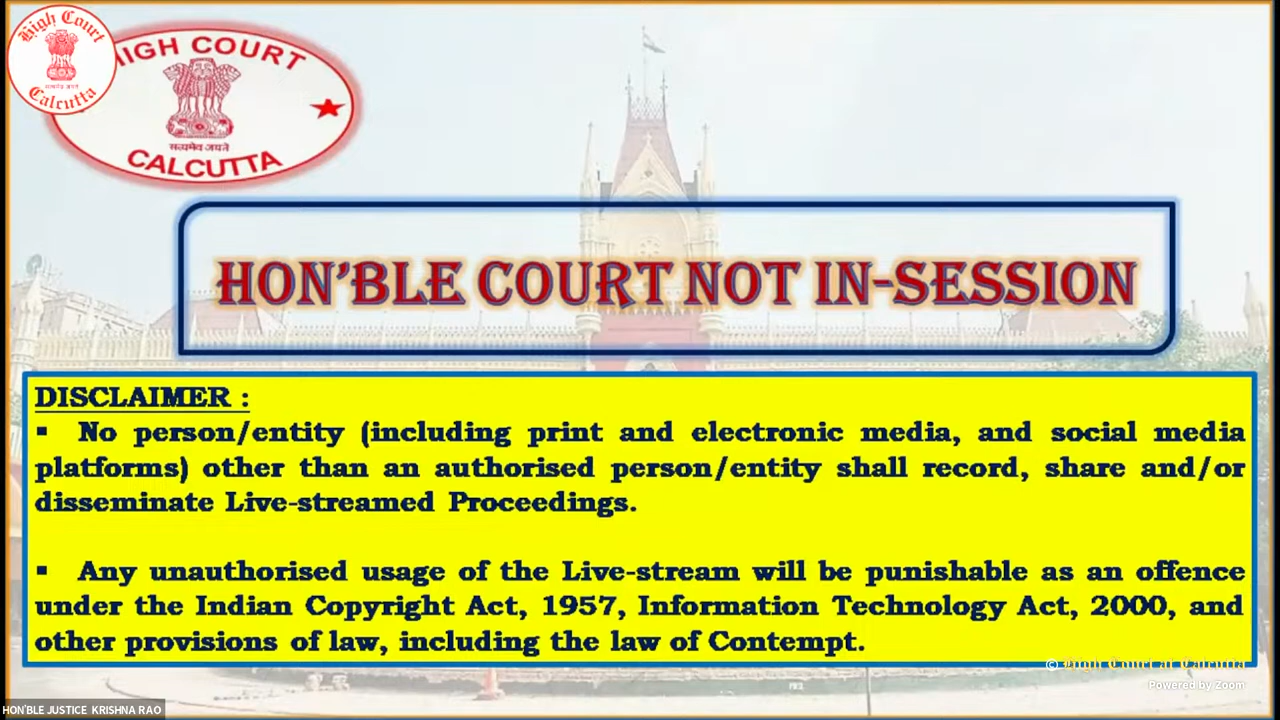 High Court
सत्यमेव जयते
Calcutta
HIGH COURT
सत्यमेव जयते
CALCUTTA
HON'BLE COURT NOT IN-SESSION
DISCLAIMER :
▪ No person/entity (including print and electronic media, and social media
platforms) other than an authorised person/entity shall record, share and/or
disseminate Live-streamed Proceedings.
▪ Any unauthorised usage of the Live-stream will be punishable as an offence
under the Indian Copyright Act, 1957, Information Technology Act, 2000, and
other provisions of law, including the law of Contempt.
© High Court at Calcutta
Powered by Zoom
HON'BLE JUSTICE KRISHNA RAO